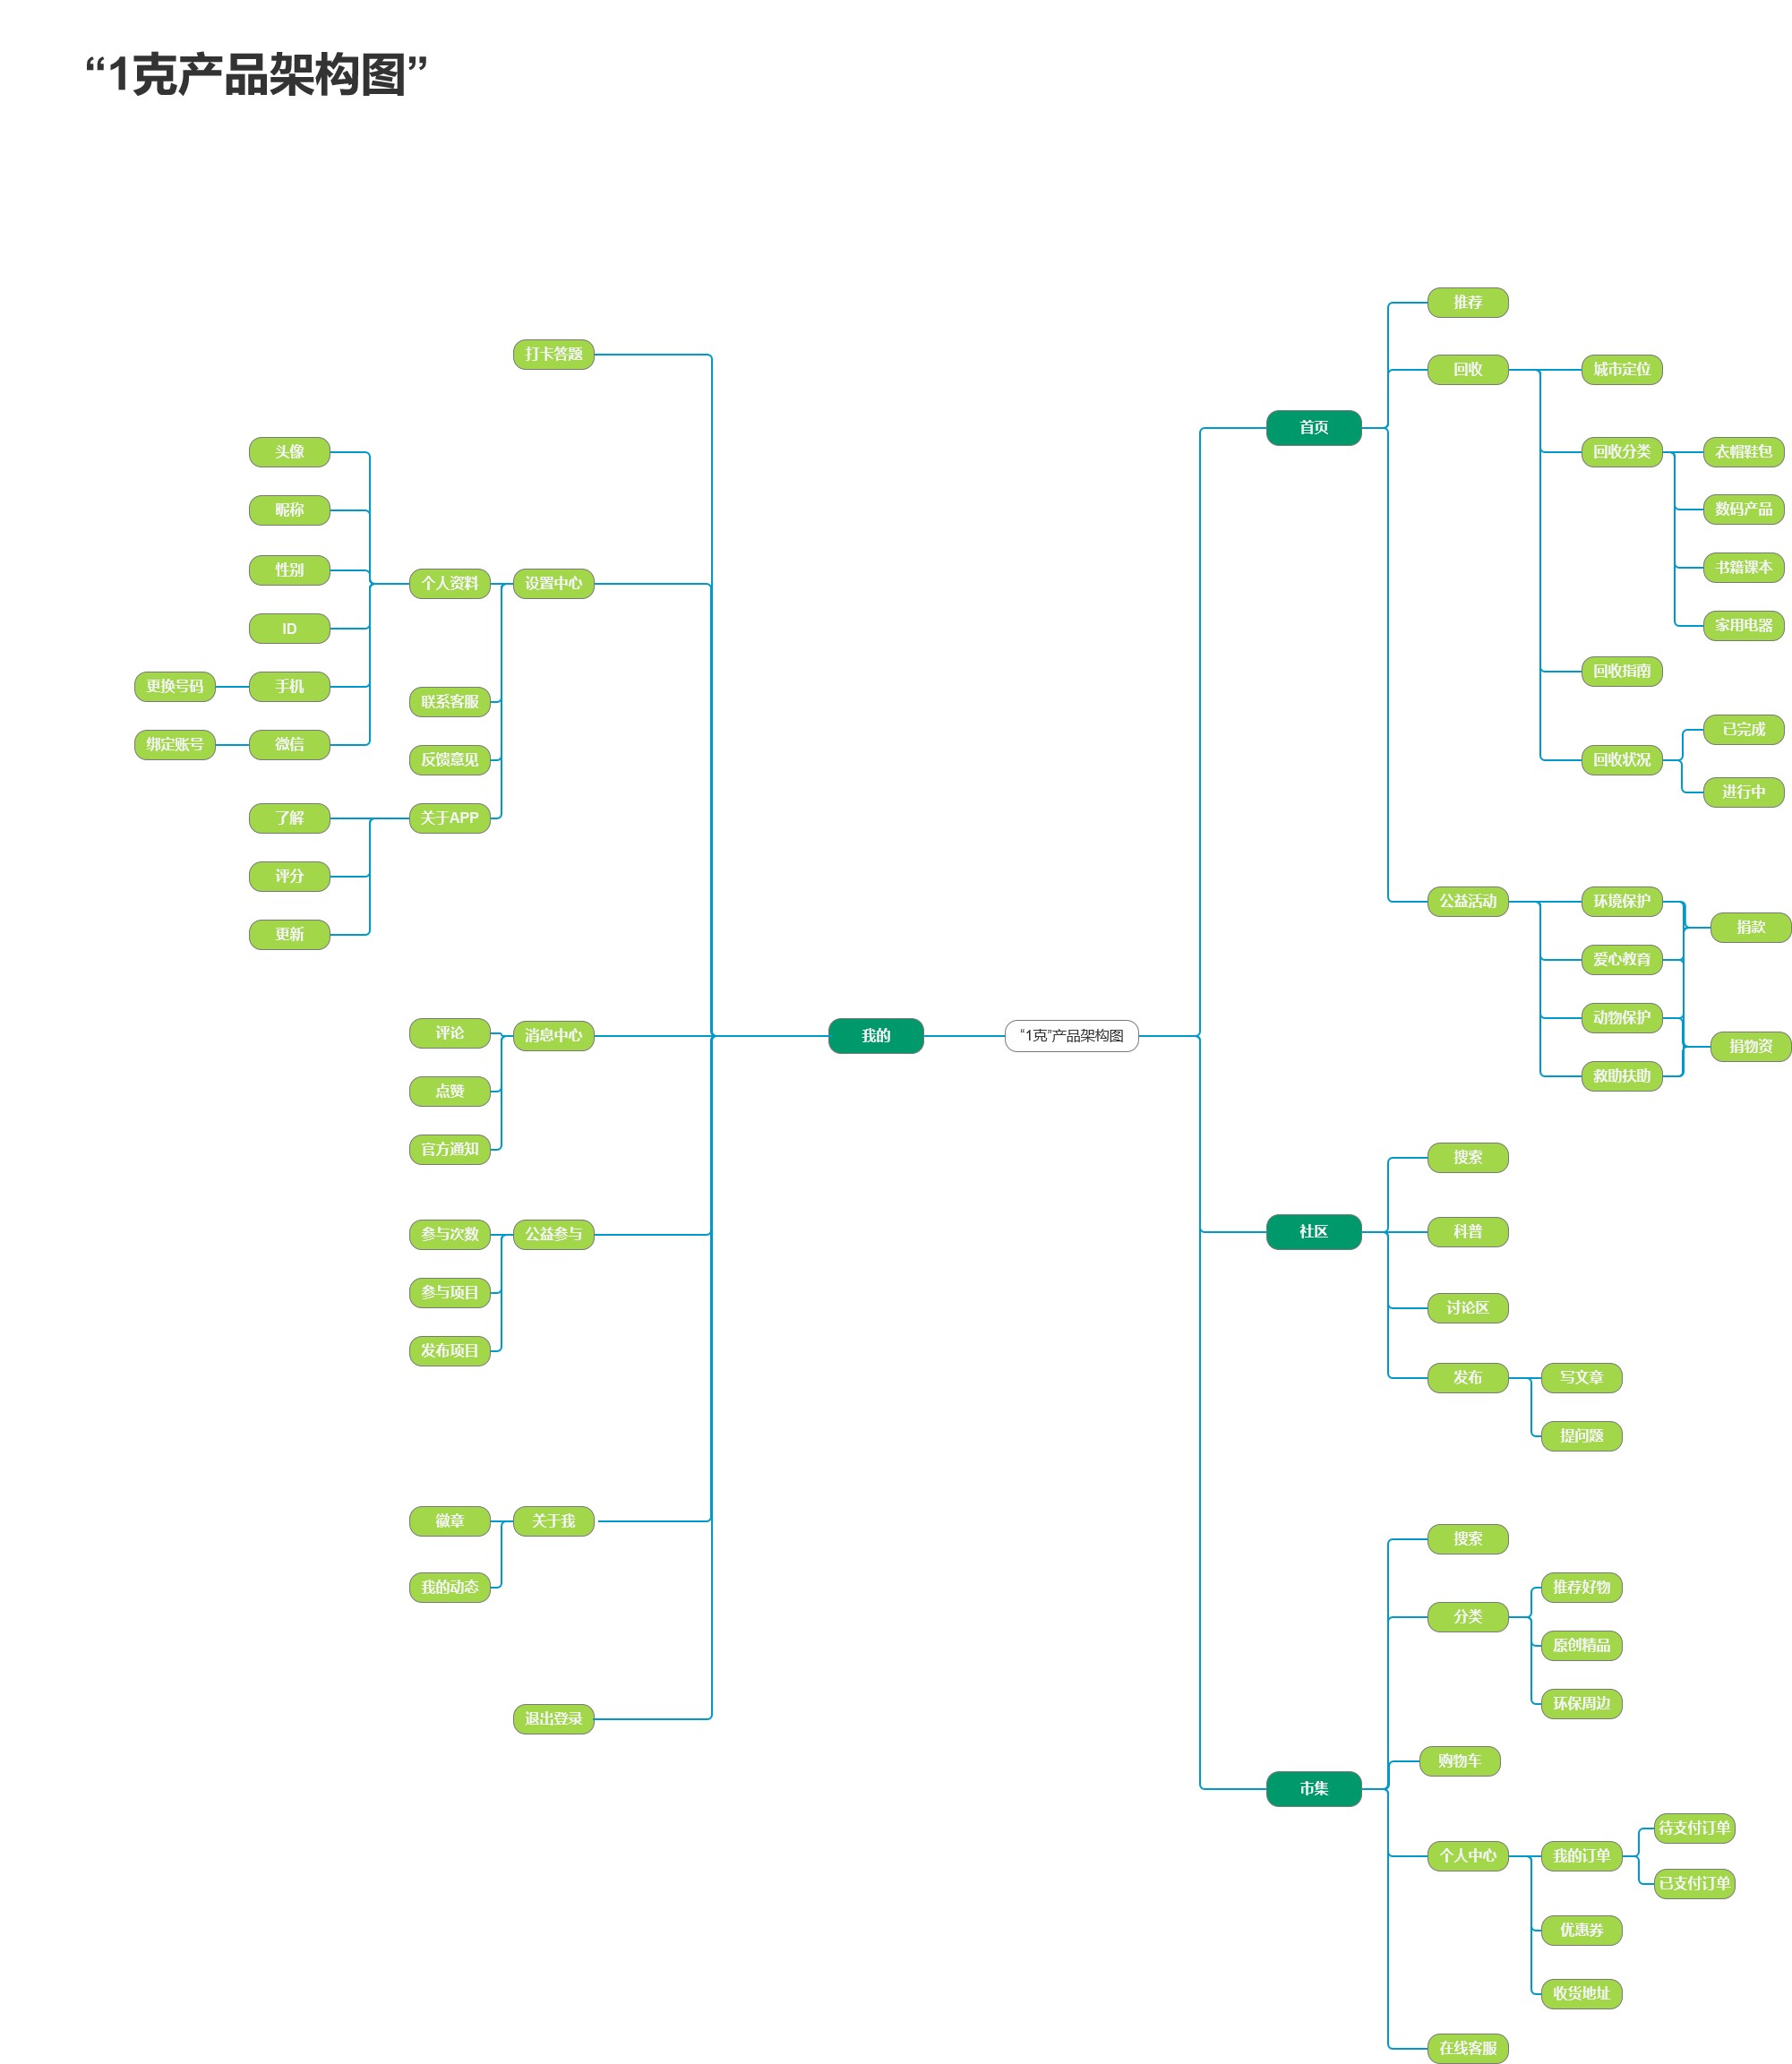 “1克产品架构图”
打卡答题
头像
昵称
性别
ID
更换号码
手机
绑定账号
微信
个人资料
设置中心
联系客服
反馈意见
关于APP
了解
评分
更新
评论
消息中心
点赞
官方通知
参与次数
公益参与
参与项目
发布项目
徽章
关于我
我的动态
退出登录
我的
“1克”产品架构图
首页
推荐
回收
城市定位
回收分类
衣帽鞋包
数码产品
书籍课本
家用电器
回收指南
回收状况
已完成
进行中
公益活动
环境保护
爱心教育
动物保护
救助扶助
捐款
捐物资
社区
搜索
科普
讨论区
发布
写文章
提问题
市集
搜索
分类
推荐好物
原创精品
环保周边
购物车
个人中心
我的订单
待支付订单
已支付订单
优惠券
收货地址
在线客服